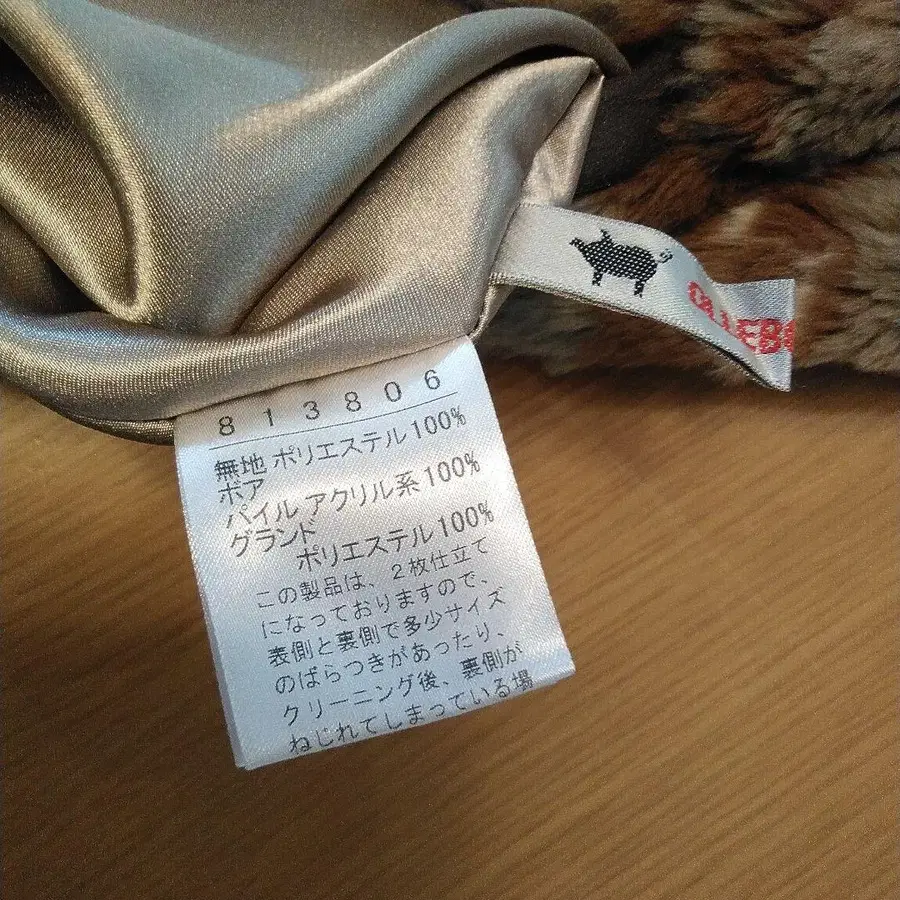 813806
無地 ポリエステル100%
ボア
パイル アクリル系100%
グランド
ポリエステル100%
この製品は、2枚仕立て
になっておりますので、
表側と裏側で多少サイズ
のばらつきがあったり、
クリーニング後、裏側が
ねじれてしまっている場